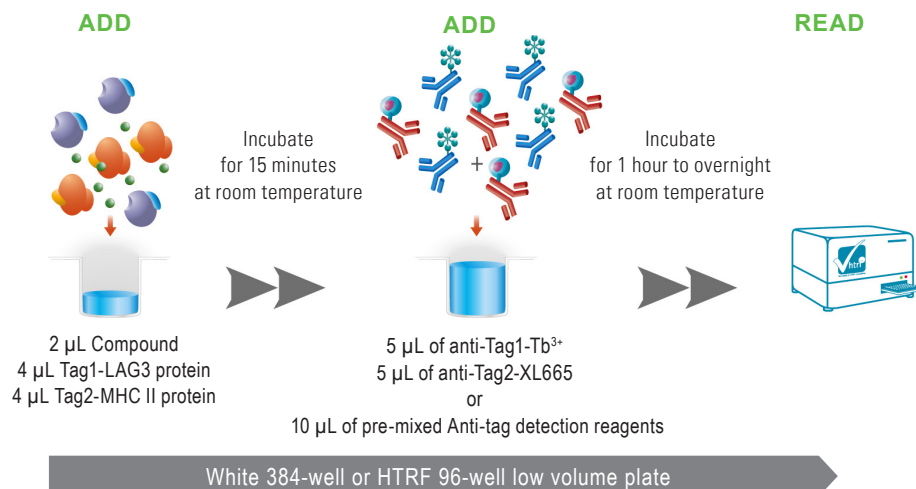 ADD
ADD
READ
Incubate
for 15 minutes
at room temperature
+
Incubate
for 1 hour to overnight
at room temperature
htrf
2 µL Compound
4 µL Tag1-LAG3 protein
4 µL Tag2-MHC II protein
5 µL of anti-Tag1-Tb³⁺
5 µL of anti-Tag2-XL665
or
10 µL of pre-mixed Anti-tag detection reagents
White 384-well or HTRF 96-well low volume plate